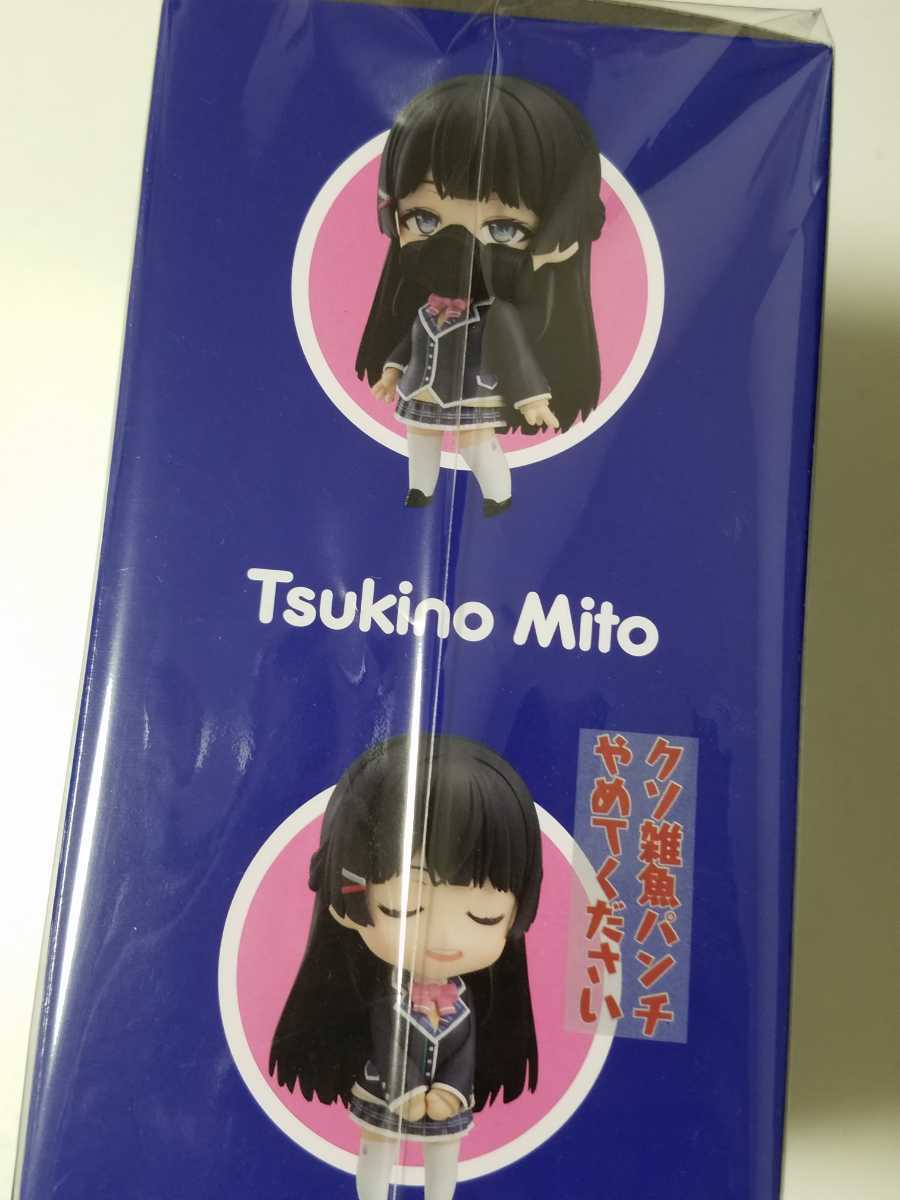 Tsukino Mito
クソ雑魚パンチ
やめてください